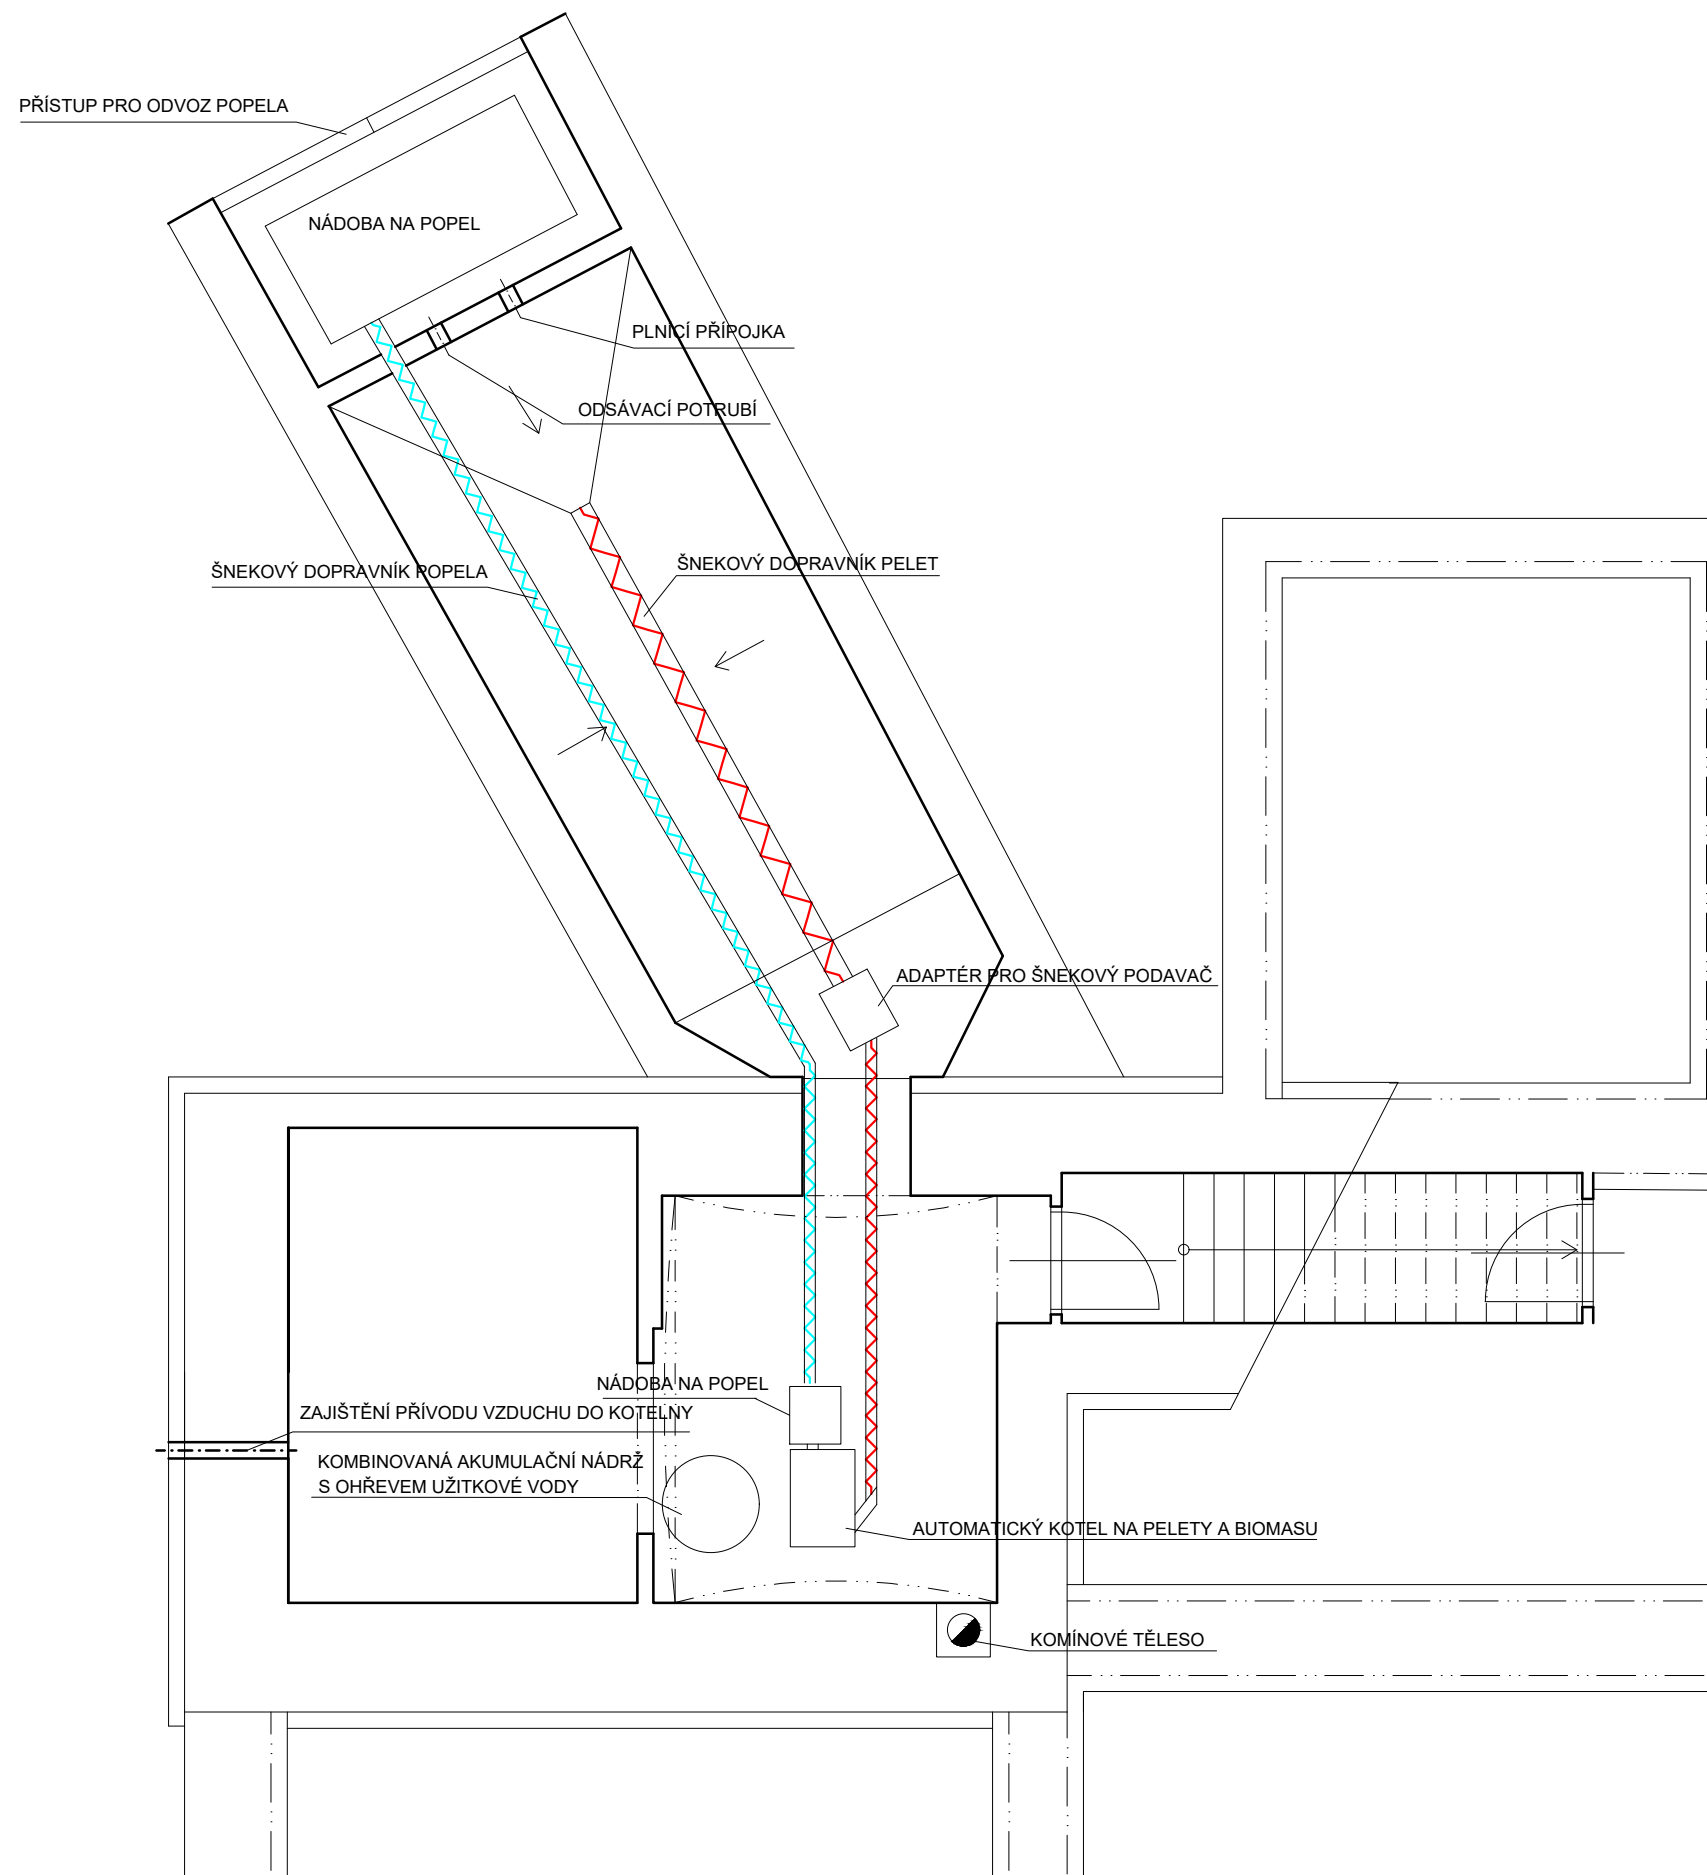 PŘÍSTUP PRO ODVOZ POPELA
NÁDOBA NA POPEL
PLNÍCÍ PŘÍPOJKA
ODSÁVACÍ POTRUBÍ
ŠNEKOVÝ DOPRAVNÍK PELET
ŠNEKOVÝ DOPRAVNÍK POPELA
ADAPTÉR PRO ŠNEKOVÝ PODAVAČ
NÁDOBA NA POPEL
ZAJIŠTĚNÍ PŘÍVODU VZDUCHU DO KOTELNY
KOMBINOVANÁ AKUMULAČNÍ NÁDRŽ
S OHŘEVEM UŽITKOVÉ VODY
AUTOMATICKÝ KOTEL NA PELETY A BIOMASU
KOMÍNOVÉ TĚLESO